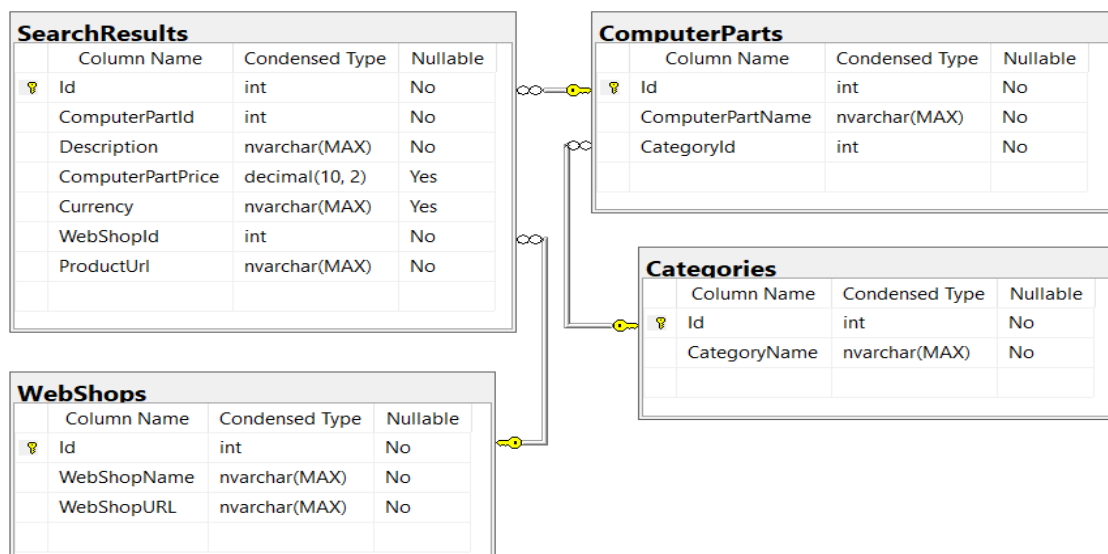 SearchResults
Column Name Condensed Type Nullable
Id int No
ComputerPartId int No
Description nvarchar(MAX) No
ComputerPartPrice decimal(10, 2) Yes
Currency nvarchar(MAX) Yes
WebShopId int No
ProductUrl nvarchar(MAX) No
ComputerParts
Column Name Condensed Type Nullable
Id int No
ComputerPartName nvarchar(MAX) No
CategoryId int No
Categories
Column Name Condensed Type Nullable
Id int No
CategoryName nvarchar(MAX) No
WebShops
Column Name Condensed Type Nullable
Id int No
WebShopName nvarchar(MAX) No
WebShopURL nvarchar(MAX) No